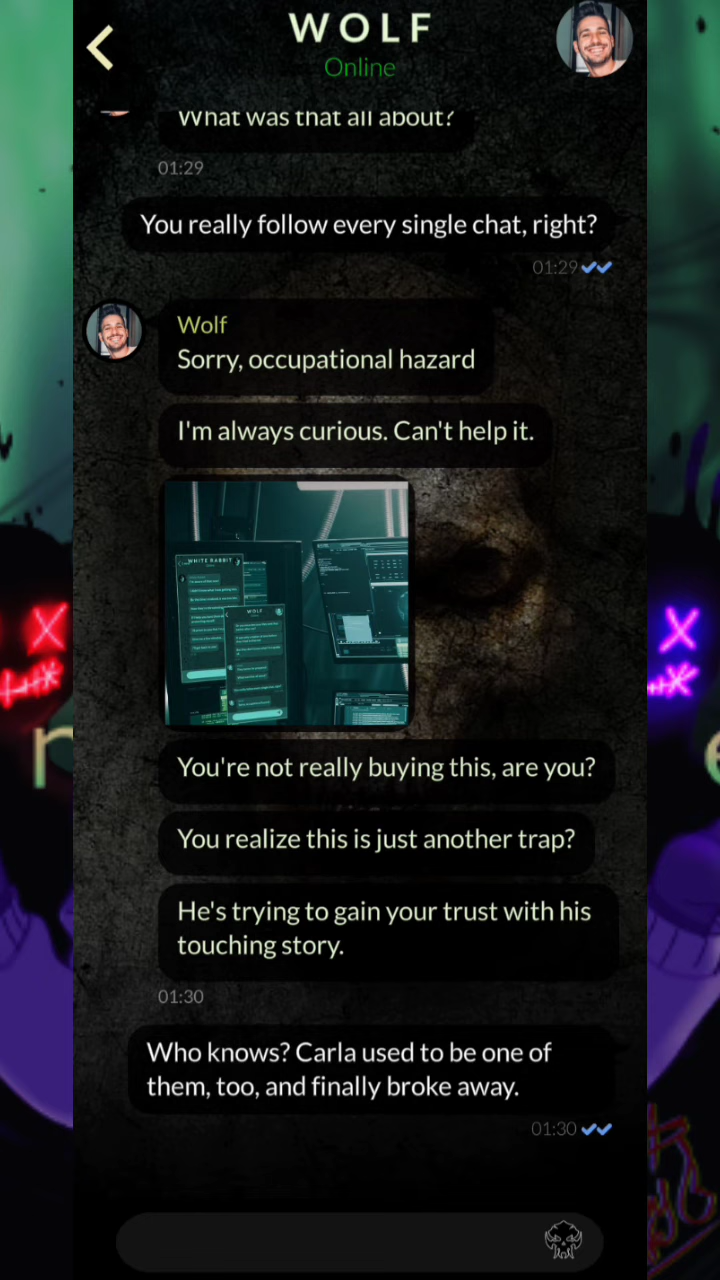 WOLF
Online
What was that all about?
01:29
You really follow every single chat, right?
01:29
Wolf
Sorry, occupational hazard
I'm always curious. Can't help it.
WHITE RABBIT
WOLF
You're not really buying this, are you?
You realize this is just another trap?
He's trying to gain your trust with his
touching story.
01:30
Who knows? Carla used to be one of
them, too, and finally broke away.
01:30